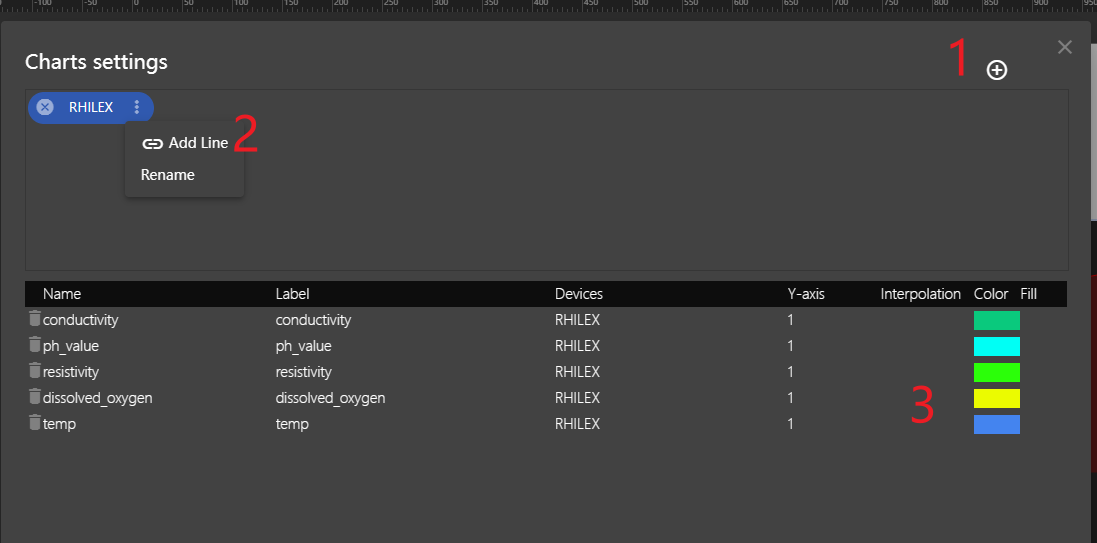 -100 -50 0 50 100 150 200 250 300 350 400 450 500 550 600 650 700 750 800 850 900 950
Charts settings
1
RHILEX
Add Line
2
Rename
Name Label Devices Y-axis Interpolation Color Fill
conductivity conductivity RHILEX 1
ph_value ph_value RHILEX 1
resistivity resistivity RHILEX 1
dissolved_oxygen dissolved_oxygen RHILEX 1
3
temp temp RHILEX 1